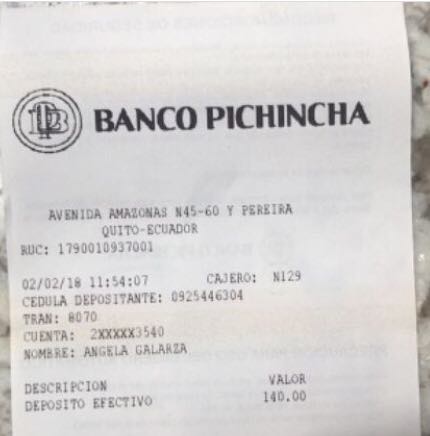 BANCO PICHINCHA
AVENIDA AMAZONAS N45-60 Y PEREIRA
QUITO-ECUADOR
RUC: 1790010937001
02/02/18 11:54:07 CAJERO: N129
CEDULA DEPOSITANTE: 0925446304
TRAN: 8070
CUENTA: 2XXXXX3540
NOMBRE: ANGELA GALARZA
DESCRIPCION VALOR
DEPOSITO EFECTIVO 140.00